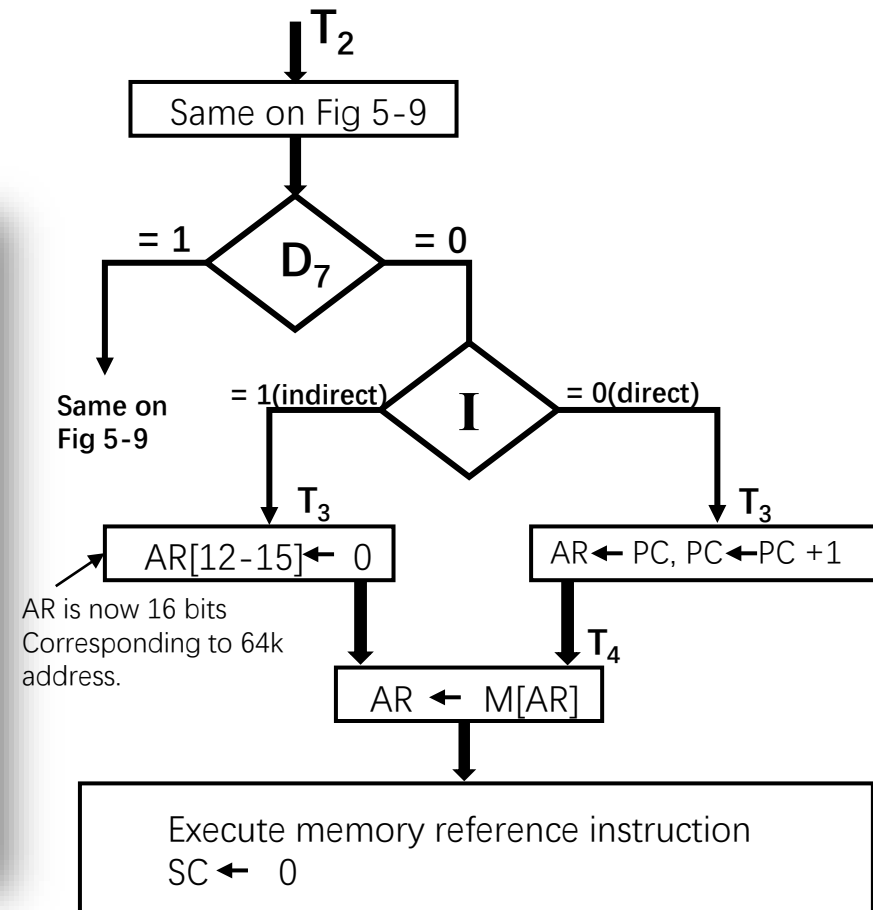 T₂
Same on Fig 5-9
= 1
D₇
= 0
Same on
Fig 5-9
= 1(indirect)
I
= 0(direct)
T₃
T₃
AR[12-15]← 0
AR← PC, PC←PC +1
AR is now 16 bits
Corresponding to 64k
address.
T₄
AR ← M[AR]
Execute memory reference instruction
SC ← 0